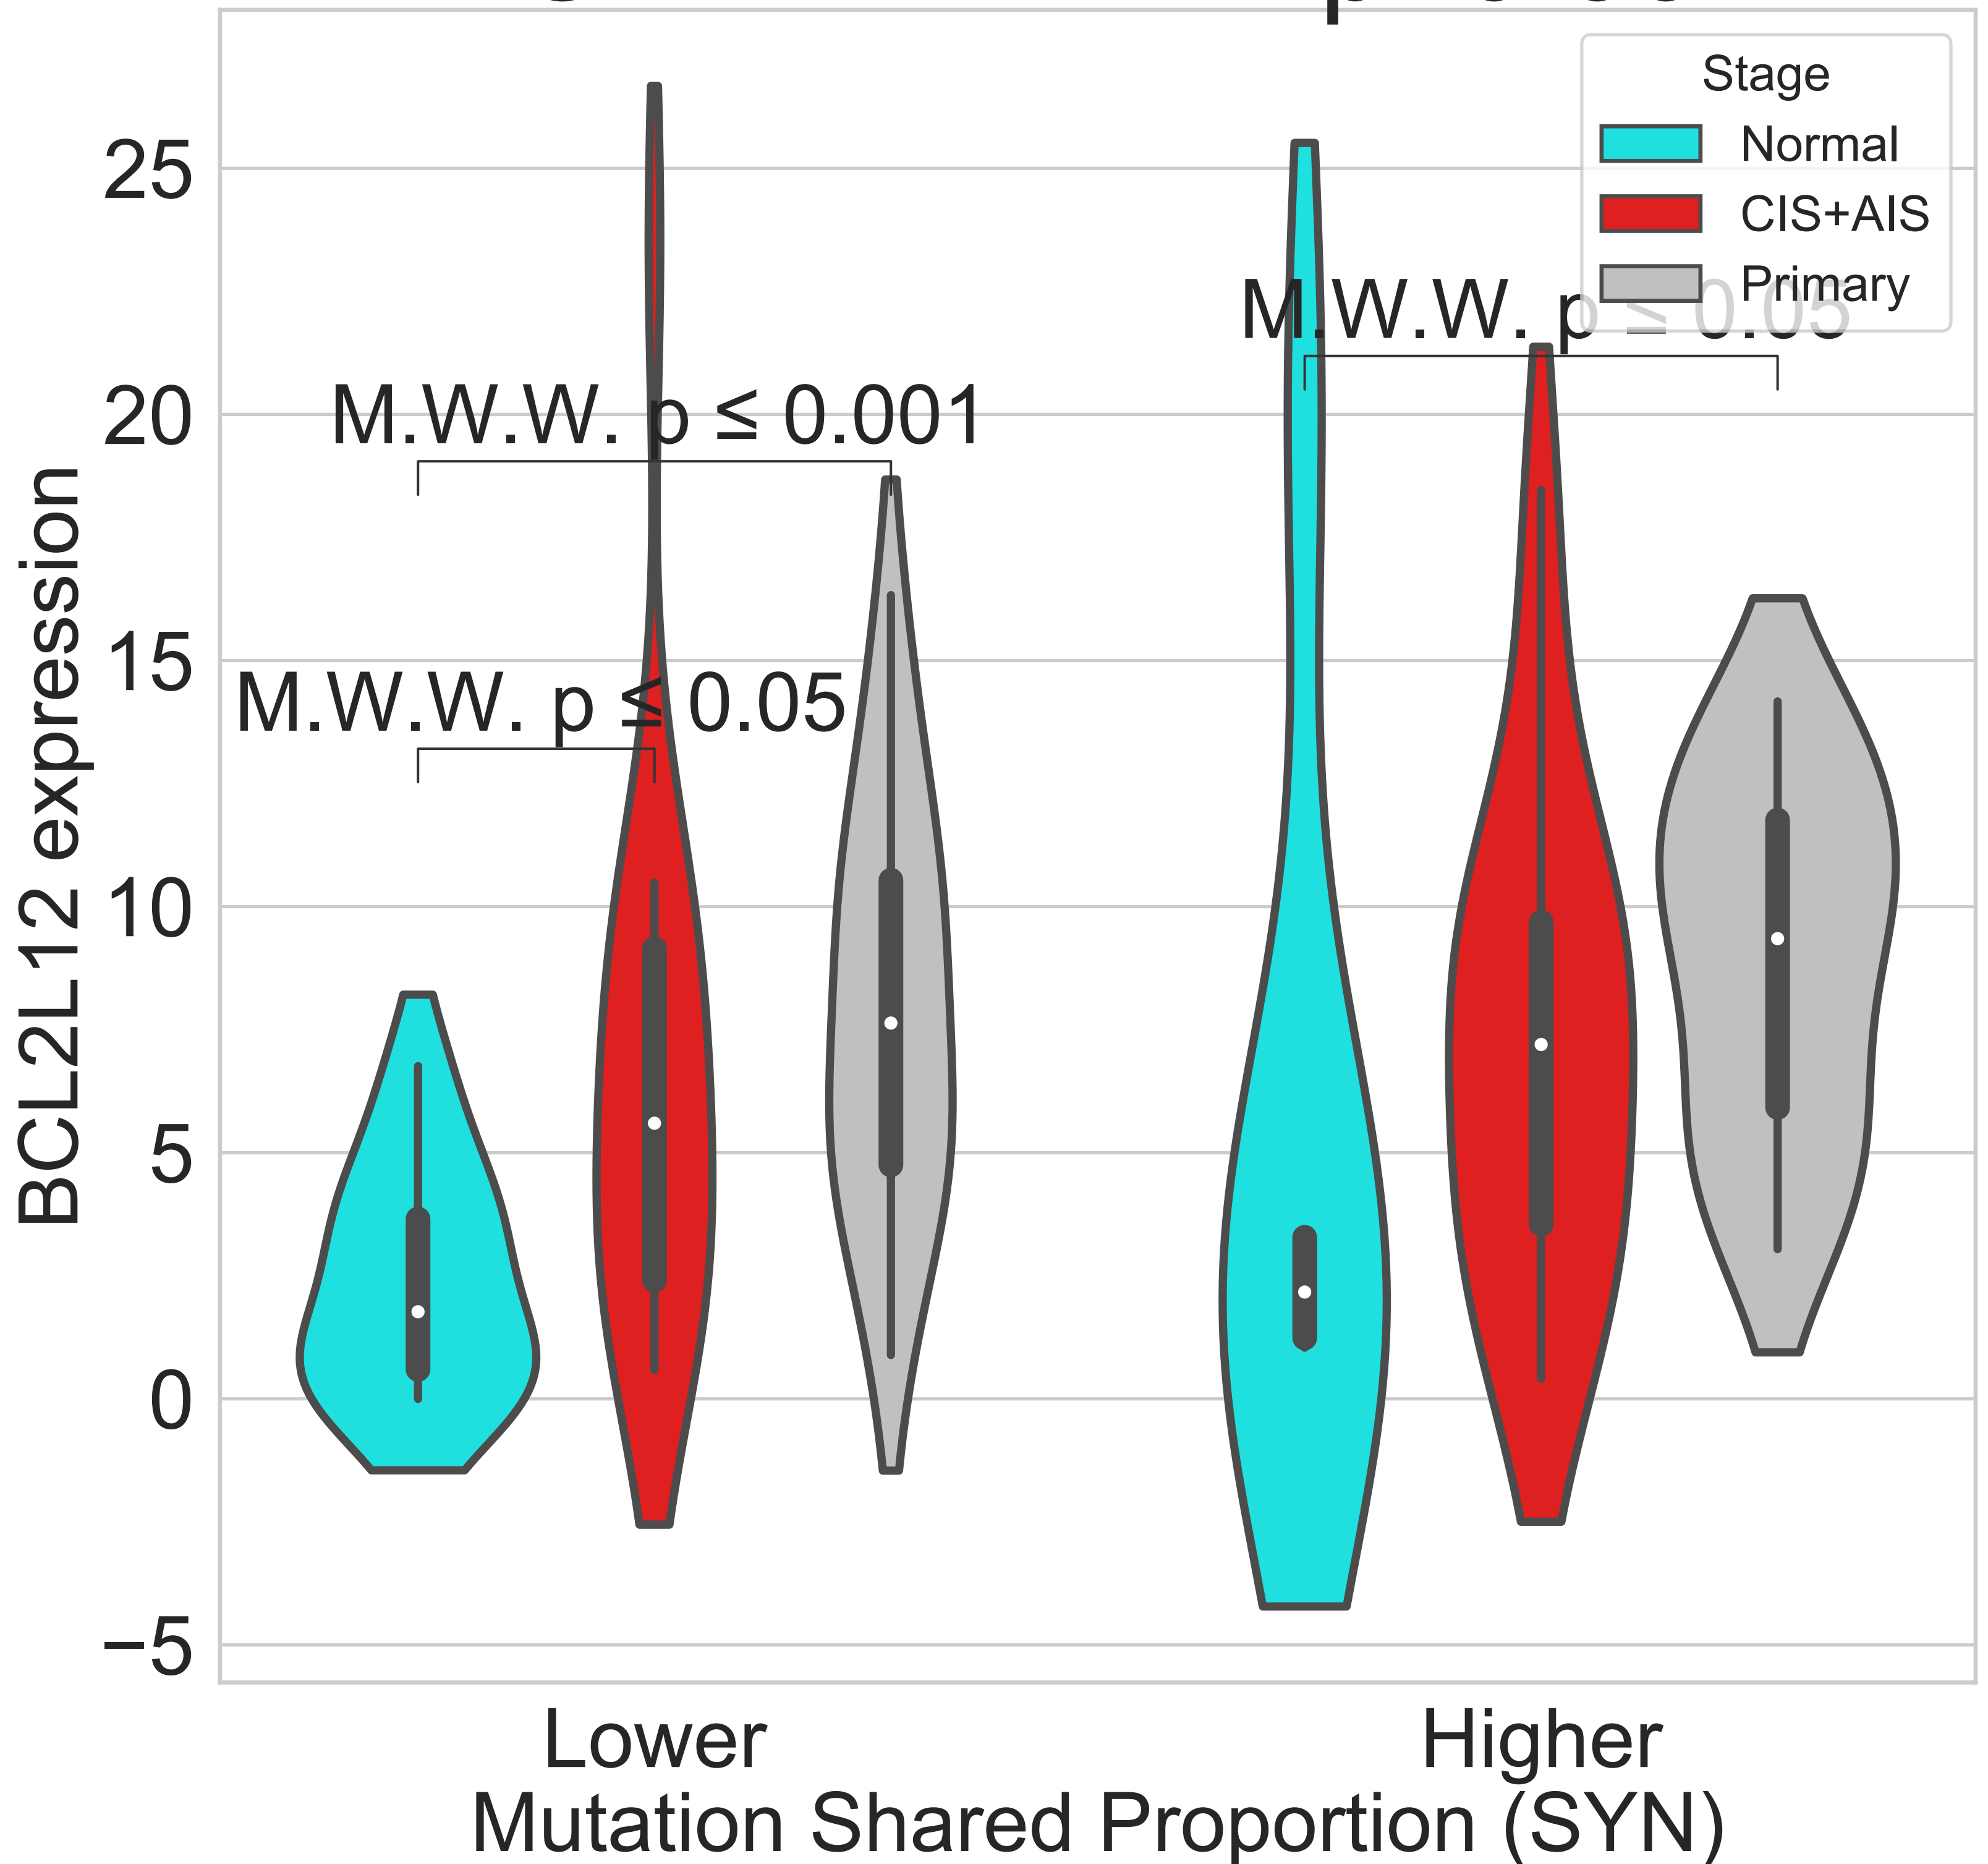 Stage
Normal
CIS+AIS
Primary
M.W.W. p ≤ 0.05
M.W.W. p ≤ 0.001
M.W.W. p ≤ 0.05
25
20
15
10
5
0
−5
BCL2L12 expression
Lower
Higher
Mutation Shared Proportion (SYN)